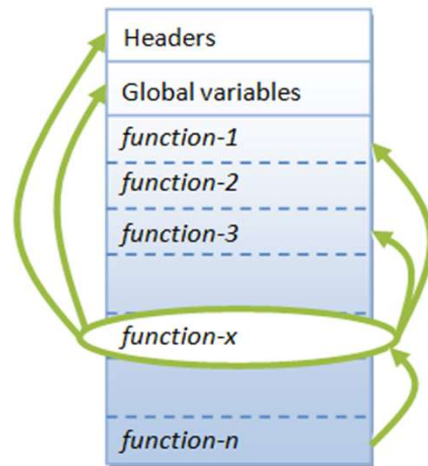 Headers
Global variables
function-1
function-2
function-3
function-x
function-n